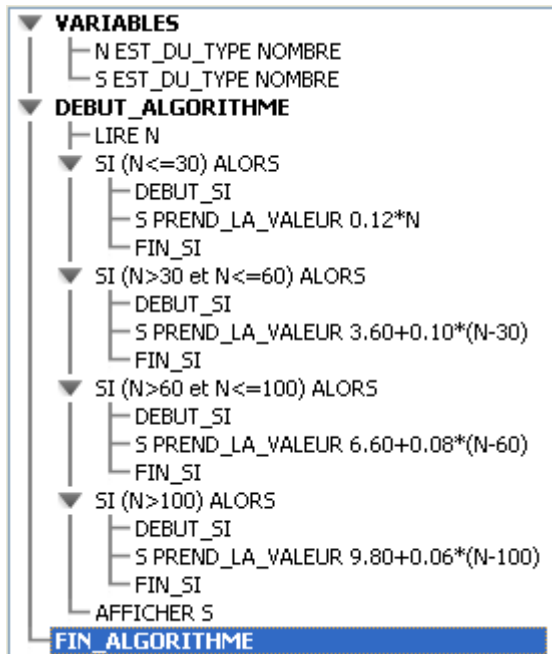 VARIABLES
N EST_DU_TYPE NOMBRE
S EST_DU_TYPE NOMBRE
DEBUT_ALGORITHME
LIRE N
SI (N<=30) ALORS
DEBUT_SI
S PREND_LA_VALEUR 0.12*N
FIN_SI
SI (N>30 et N<=60) ALORS
DEBUT_SI
S PREND_LA_VALEUR 3.60+0.10*(N-30)
FIN_SI
SI (N>60 et N<=100) ALORS
DEBUT_SI
S PREND_LA_VALEUR 6.60+0.08*(N-60)
FIN_SI
SI (N>100) ALORS
DEBUT_SI
S PREND_LA_VALEUR 9.80+0.06*(N-100)
FIN_SI
AFFICHER S
FIN_ALGORITHME